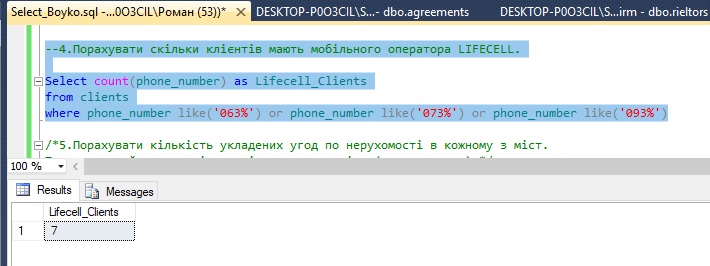 Select_Boyko.sql -...0O3CIL\Роман (53))*
DESKTOP-P0O3CIL\S...- dbo.agreements
DESKTOP-P0O3CIL\S...irm - dbo.rieltors
--4.Порахувати скільки клієнтів мають мобільного оператора LIFECELL.
Select count(phone_number) as Lifecell_Clients
from clients
where phone_number like('063%') or phone_number like('073%') or phone_number like('093%')
/*5.Порахувати кількість укладених угод по нерухомості в кожному з міст.
100 %
Results
Messages
Lifecell_Clients
1 7